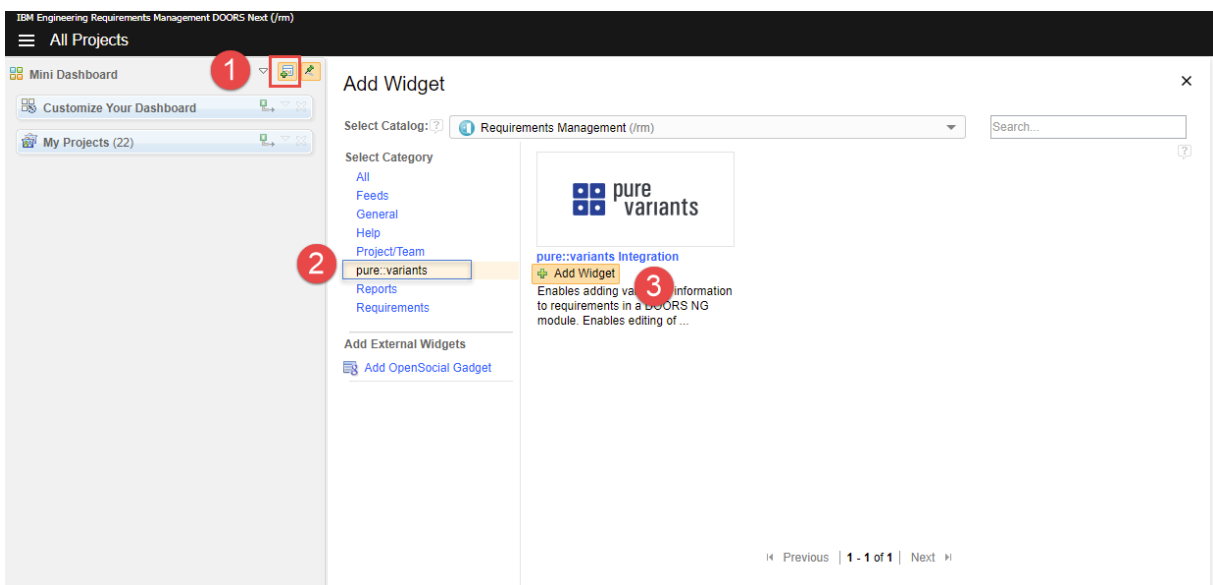 IBM Engineering Requirements Management DOORS Next (/rm)
All Projects
Mini Dashboard
1
Customize Your Dashboard
My Projects (22)
Add Widget
Select Catalog:
?
Requirements Management (/rm)
Search...
?
Select Category
All
Feeds
General
Help
Project/Team
2
pure::variants
Reports
Requirements
Add External Widgets
Add OpenSocial Gadget
pure
variants
pure::variants Integration
Add Widget
3
Enables adding information
to requirements in a DOORS NG
module. Enables editing of ...
Previous | 1 - 1 of 1 | Next